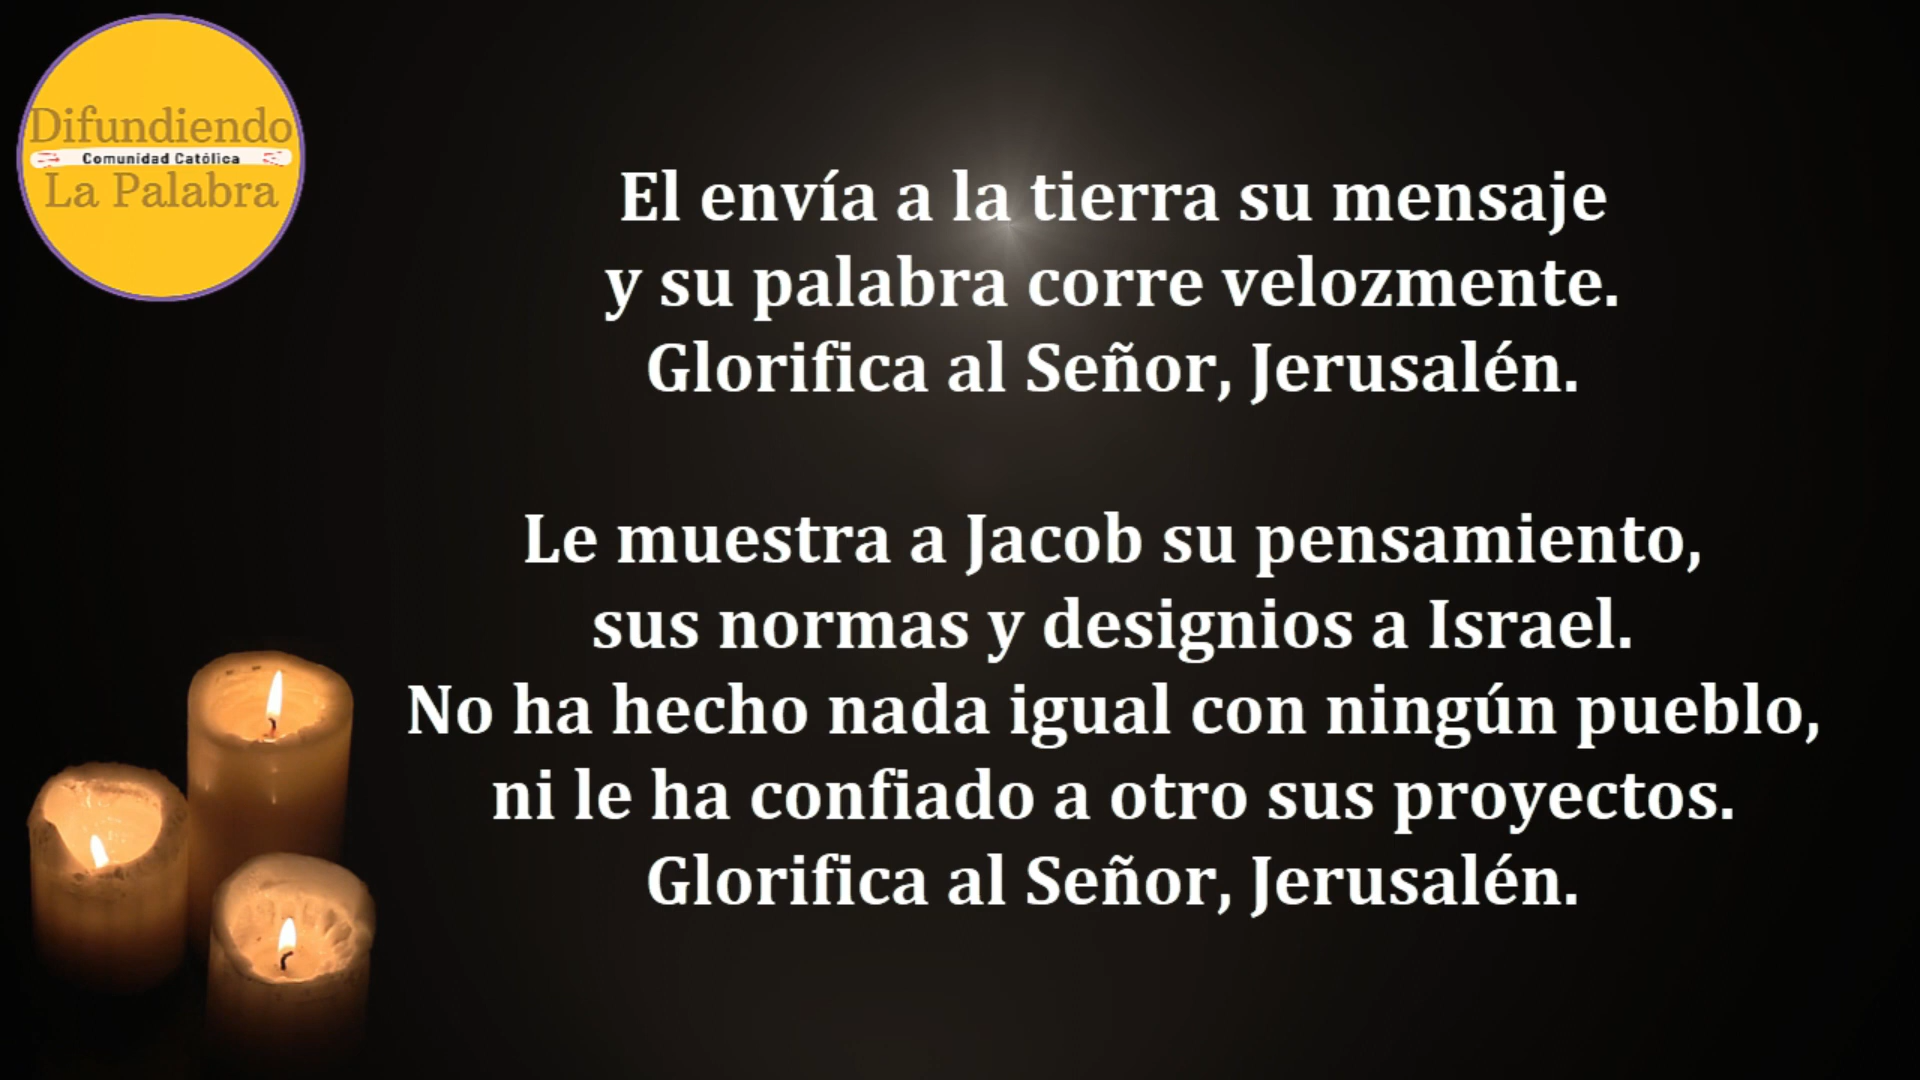 Difundiendo
Comunidad Católica
La Palabra
El envía a la tierra su mensaje
y su palabra corre velozmente.
Glorifica al Señor, Jerusalén.
Le muestra a Jacob su pensamiento,
sus normas y designios a Israel.
No ha hecho nada igual con ningún pueblo,
ni le ha confiado a otro sus proyectos.
Glorifica al Señor, Jerusalén.